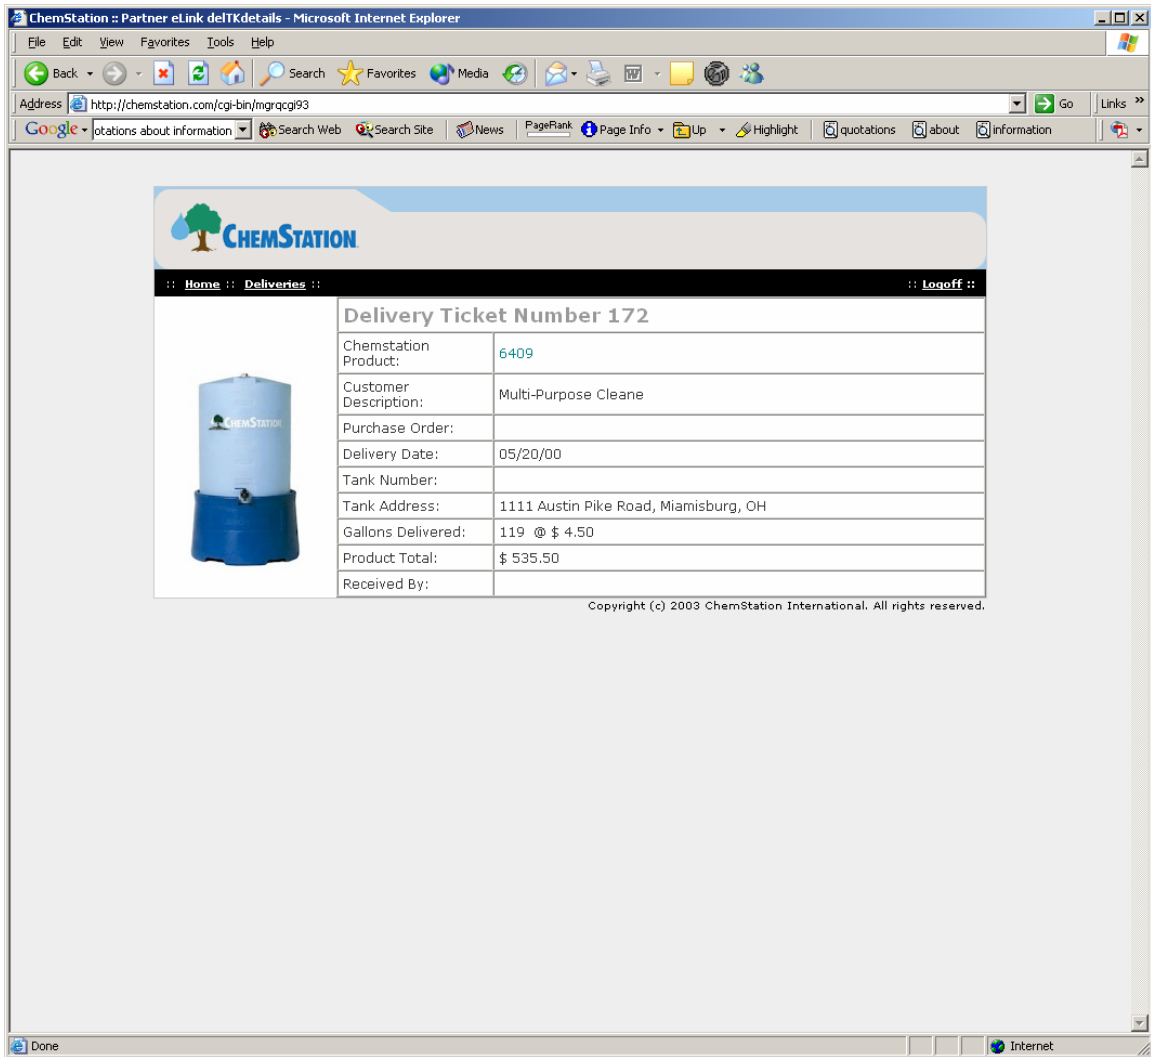 ChemStation :: Partner eLink delTKdetails - Microsoft Internet Explorer
File Edit View Favorites Tools Help
Back Search Favorites Media
Address http://chemstation.com/cgi-bin/mgrqcgi93 Go Links »
Google otations about information Search Web Search Site News PageRank Page Info Up Highlight quotations about information
CHEMSTATION
:: Home :: Deliveries :: :: Logoff ::
Delivery Ticket Number 172
Chemstation
Product:
6409
Customer
Description:
Multi-Purpose Cleane
CHEMSTATION
Purchase Order:
Delivery Date: 05/20/00
Tank Number:
Tank Address: 1111 Austin Pike Road, Miamisburg, OH
Gallons Delivered: 119 @ $ 4.50
Product Total: $ 535.50
Received By:
Copyright (c) 2003 ChemStation International. All rights reserved.
Done Internet